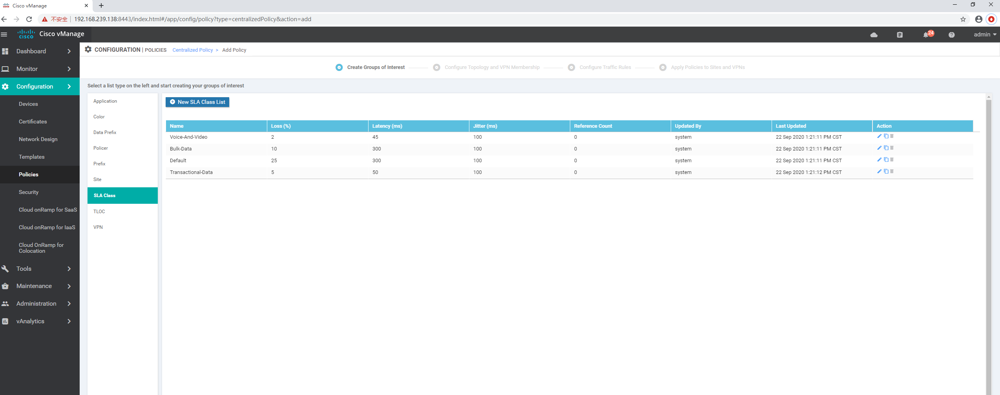 Cisco vManage
不安全 192.168.239.138:8443/index.html#/app/config/policy?type=centralizedPolicy&action=add
cisco Cisco vManage
24
admin
Dashboard
Monitor
Configuration
Devices
Certificates
Network Design
Templates
Policies
Security
Cloud onRamp for SaaS
Cloud onRamp for IaaS
Cloud OnRamp for
Colocation
Tools
Maintenance
Administration
vAnalytics
CONFIGURATION | POLICIES Centralized Policy > Add Policy
Create Groups of Interest Configure Topology and VPN Membership Configure Traffic Rules Apply Policies to Sites and VPNs
Select a list type on the left and start creating your groups of interest
Application
Color
Data Prefix
Policer
Prefix
Site
SLA Class
TLOC
VPN
New SLA Class List
Name Loss (%) Latency (ms) Jitter (ms) Reference Count Updated By Last Updated Action
Voice-And-Video 2 45 100 0 system 22 Sep 2020 1:21:11 PM CST
Bulk-Data 10 300 100 0 system 22 Sep 2020 1:21:11 PM CST
Default 25 300 100 0 system 22 Sep 2020 1:21:11 PM CST
Transactional-Data 5 50 100 0 system 22 Sep 2020 1:21:12 PM CST